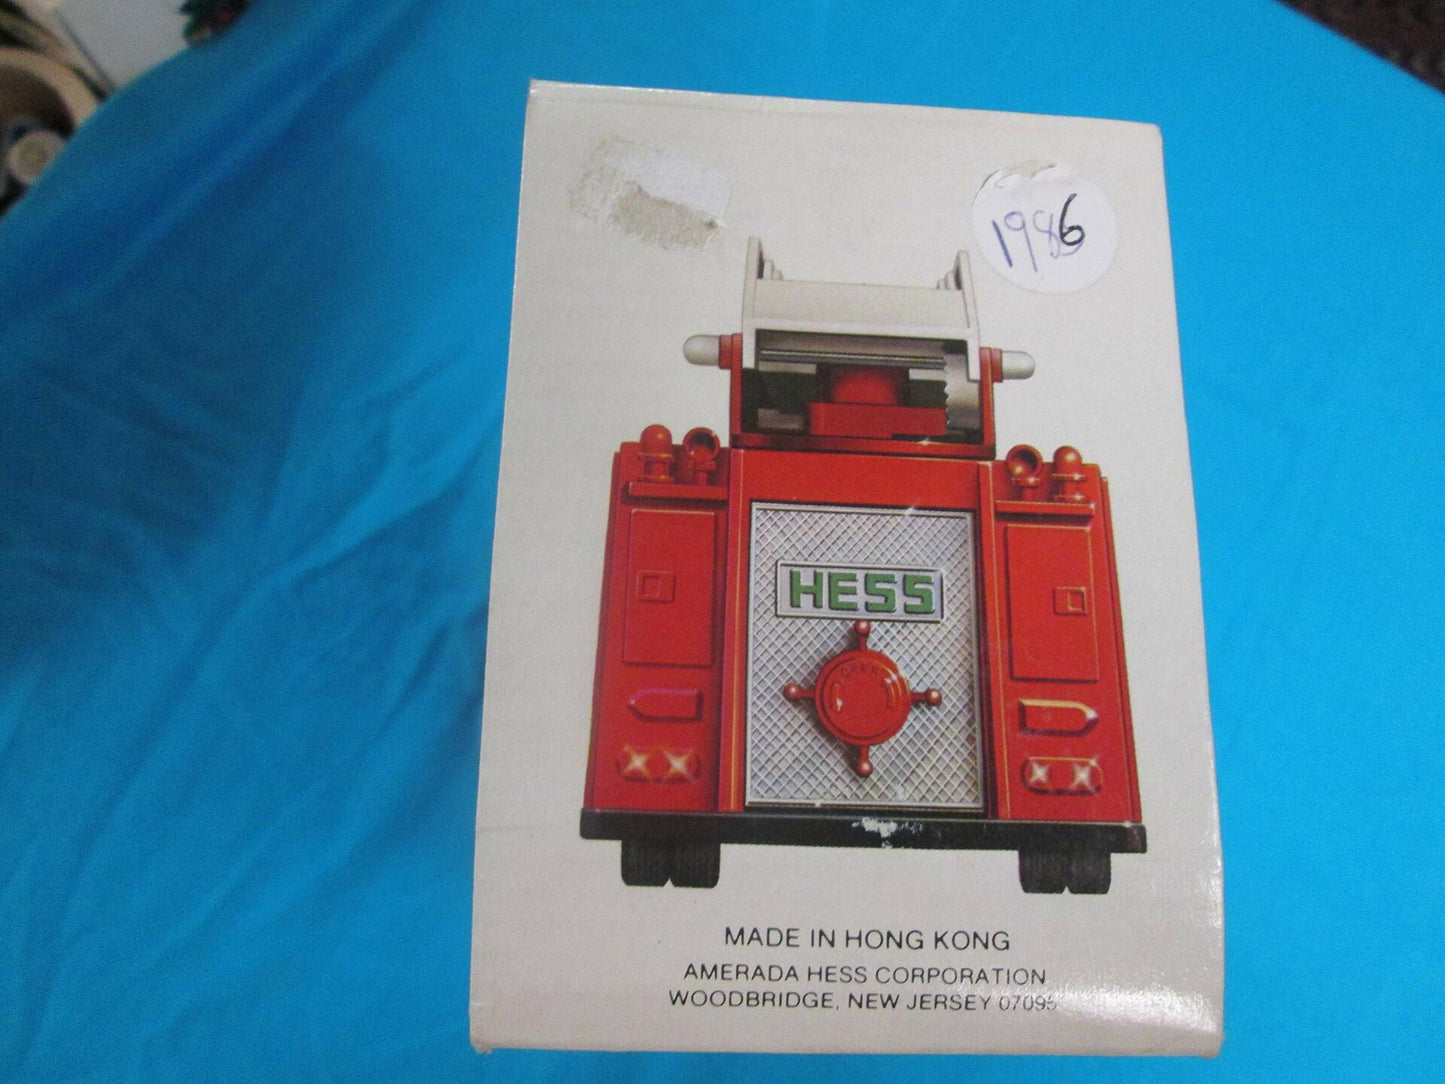 1986
HESS
OPEN
MADE IN HONG KONG
AMERADA HESS CORPORATION
WOODBRIDGE, NEW JERSEY 07095